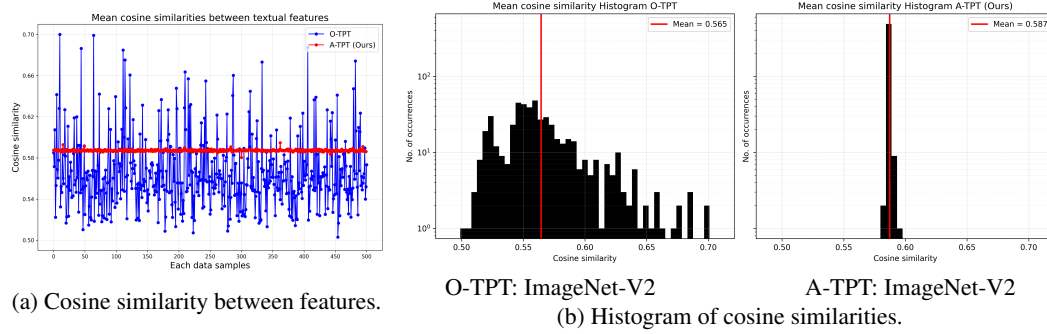 Mean cosine similarities between textual features
O-TPT
A-TPT (Ours)
Cosine similarity
0.70
0.66
0.62
0.58
0.54
0.50
0 50 100 150 200 250 300 350 400 450 500
Each data samples
(a) Cosine similarity between features.
Mean cosine similarity Histogram O-TPT
Mean = 0.565
No. of occurrences
10²
10¹
10⁰
0.50 0.55 0.60 0.65 0.70
Cosine similarity
O-TPT: ImageNet-V2
Mean cosine similarity Histogram A-TPT (Ours)
Mean = 0.587
No. of occurrences
10²
10¹
10⁰
0.50 0.55 0.60 0.65 0.70
Cosine similarity
A-TPT: ImageNet-V2
(b) Histogram of cosine similarities.